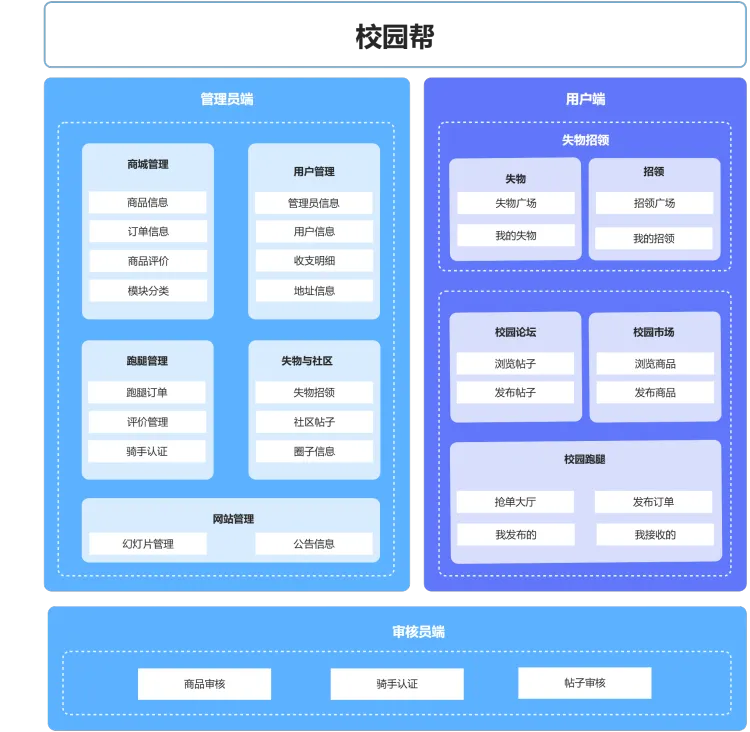 校园帮
管理员端
商城管理
商品信息
订单信息
商品评价
模块分类
用户管理
管理员信息
用户信息
收支明细
地址信息
跑腿管理
跑腿订单
评价管理
骑手认证
失物与社区
失物招领
社区帖子
圈子信息
网站管理
幻灯片管理
公告信息
用户端
失物招领
失物
失物广场
我的失物
招领
招领广场
我的招领
校园论坛
浏览帖子
发布帖子
校园市场
浏览商品
发布商品
校园跑腿
抢单大厅
发布订单
我发布的
我接收的
审核员端
商品审核
骑手认证
帖子审核